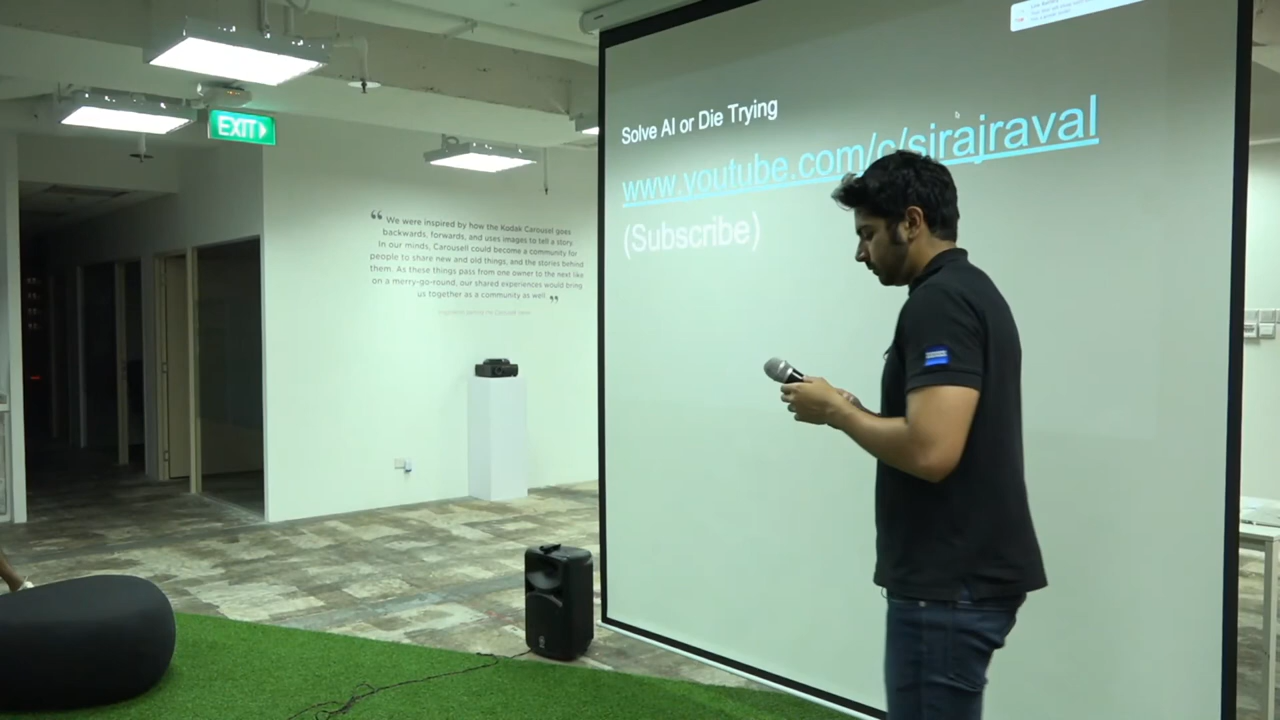 EXIT
Solve AI or Die Trying
www.youtube.com/c/sirajraval
(Subscribe)
“ We were inspired by how the Kodak Carousel goes
backwards, forwards, and uses images to tell a story
In our minds, Carousell could become a community for
people to share new and old things, and the stories behind
them. As these things pass from one owner to the next like
on a merry-go-round, our shared experiences would bring
us together as a community as well. ”